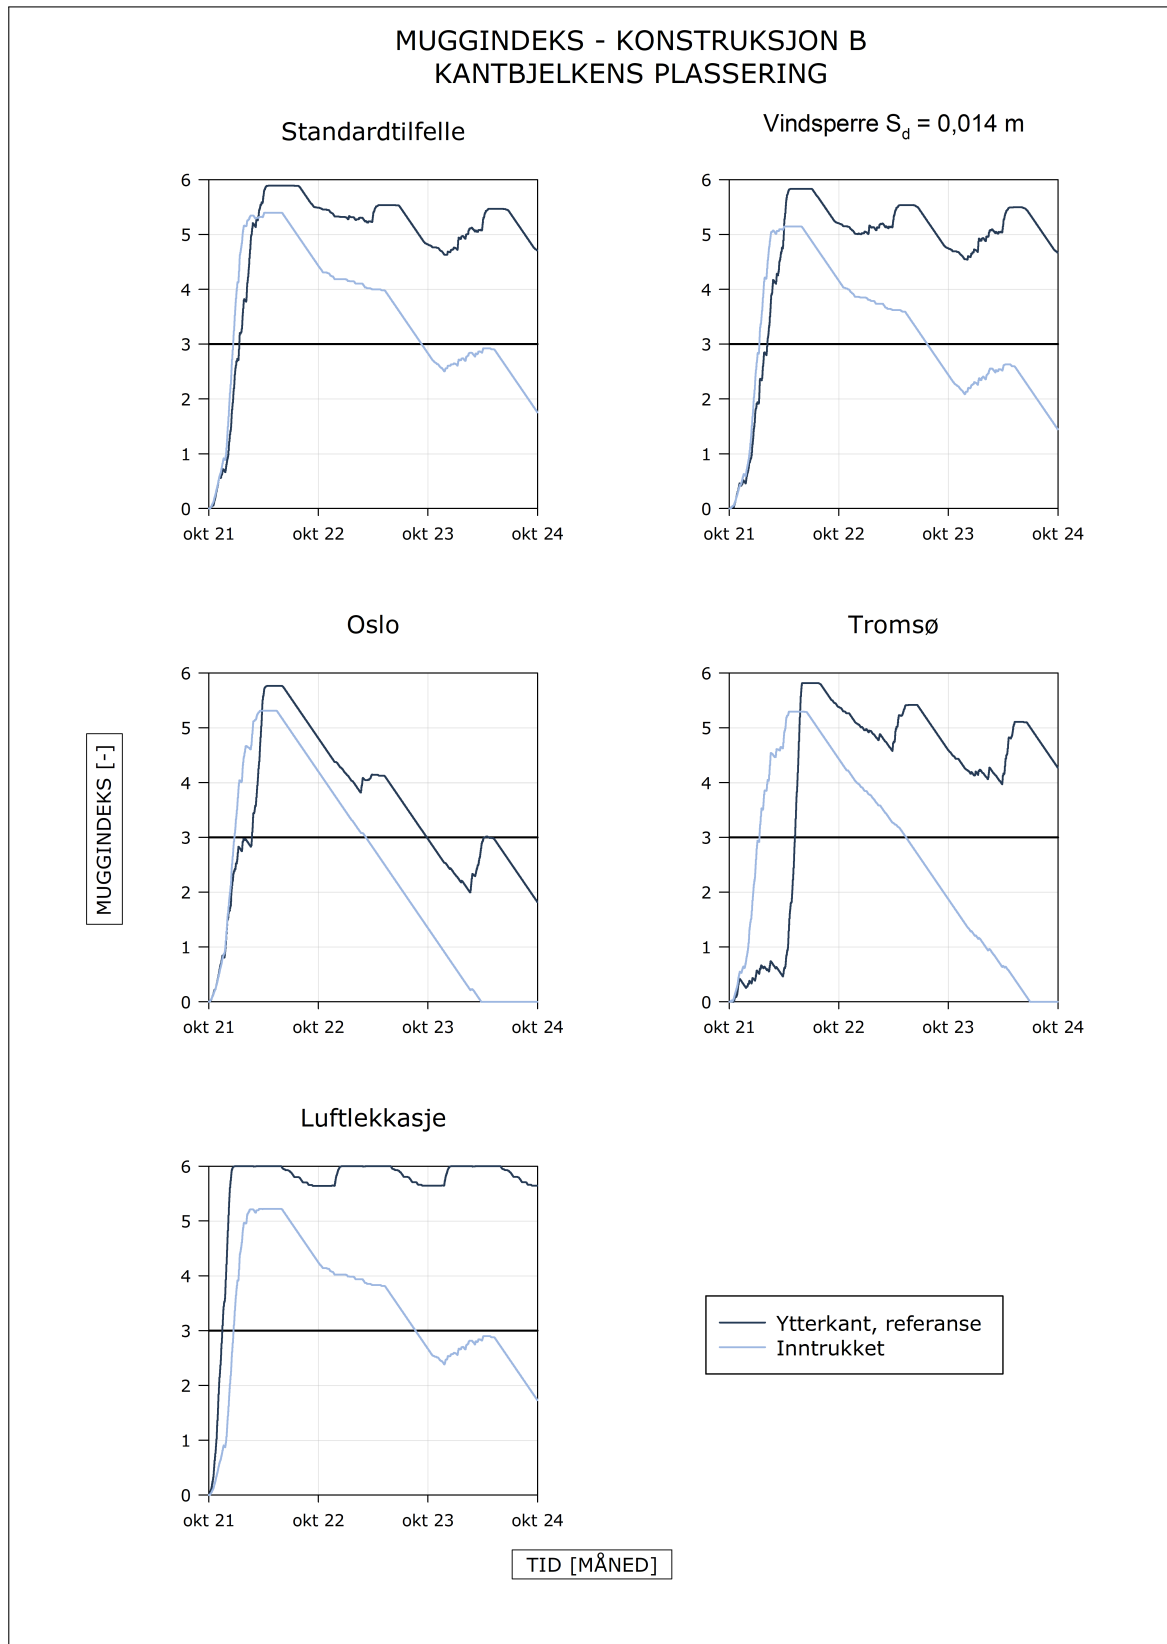 MUGGINDEKS - KONSTRUKSJON B
KANTBJELKENS PLASSERING
Standardtilfelle
6
5
4
3
2
1
0
okt 21 okt 22 okt 23 okt 24
Vindsperre Sd = 0,014 m
6
5
4
3
2
1
0
okt 21 okt 22 okt 23 okt 24
MUGGINDEKS [-]
Oslo
6
5
4
3
2
1
0
okt 21 okt 22 okt 23 okt 24
Tromsø
6
5
4
3
2
1
0
okt 21 okt 22 okt 23 okt 24
Luftlekkasje
6
5
4
3
2
1
0
okt 21 okt 22 okt 23 okt 24
Ytterkant, referanse
Inntrukket
TID [MÅNED]